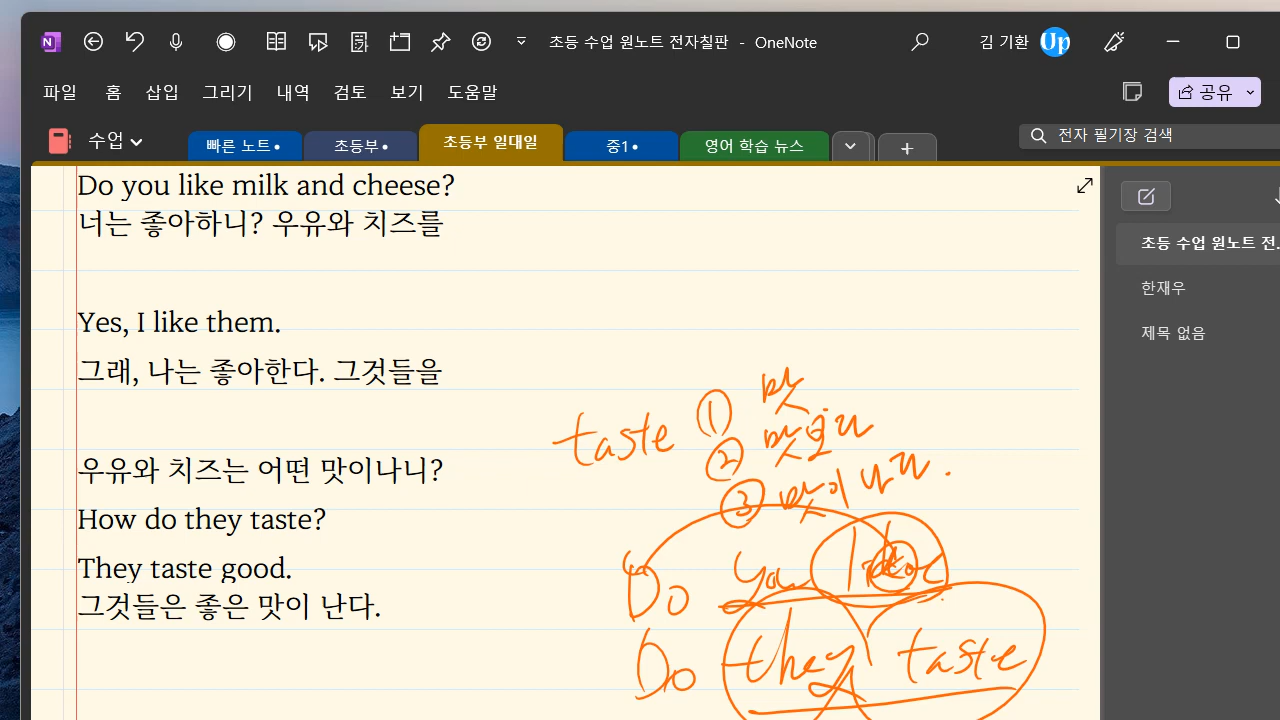 초등 수업 원노트 전자칠판 - OneNote
김 기환
Up
파일 홈 삽입 그리기 내역 검토 보기 도움말
공유
수업
빠른 노트
초등부
초등부 일대일
중1
영어 학습 뉴스
전자 필기장 검색
Do you like milk and cheese?
너는 좋아하니? 우유와 치즈를
Yes, I like them.
그래, 나는 좋아한다. 그것들을
우유와 치즈는 어떤 맛이나니?
How do they taste?
They taste good.
그것들은 좋은 맛이 난다.
taste ① 맛
② 맛보다
③ 맛이 나다.
Do you
Do they taste
초등 수업 원노트 전.
한재우
제목 없음